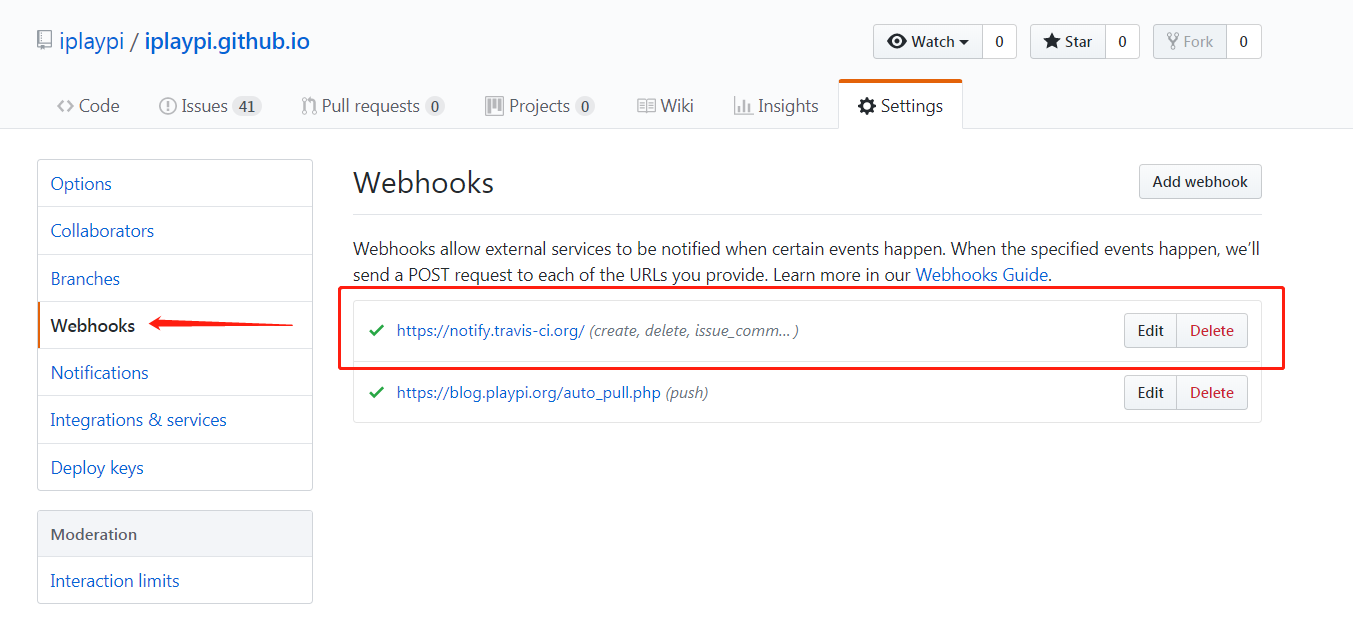 iplaypi / iplaypi.github.io
Watch 0 Star 0 Fork 0
Code Issues 41 Pull requests 0 Projects 0 Wiki Insights Settings
Options
Collaborators
Branches
Webhooks
Notifications
Integrations & services
Deploy keys
Moderation
Interaction limits
Webhooks
Add webhook
Webhooks allow external services to be notified when certain events happen. When the specified events happen, we'll
send a POST request to each of the URLs you provide. Learn more in our Webhooks Guide.
https://notify.travis-ci.org/ (create, delete, issue_comm... ) Edit Delete
https://blog.playpi.org/auto_pull.php (push) Edit Delete